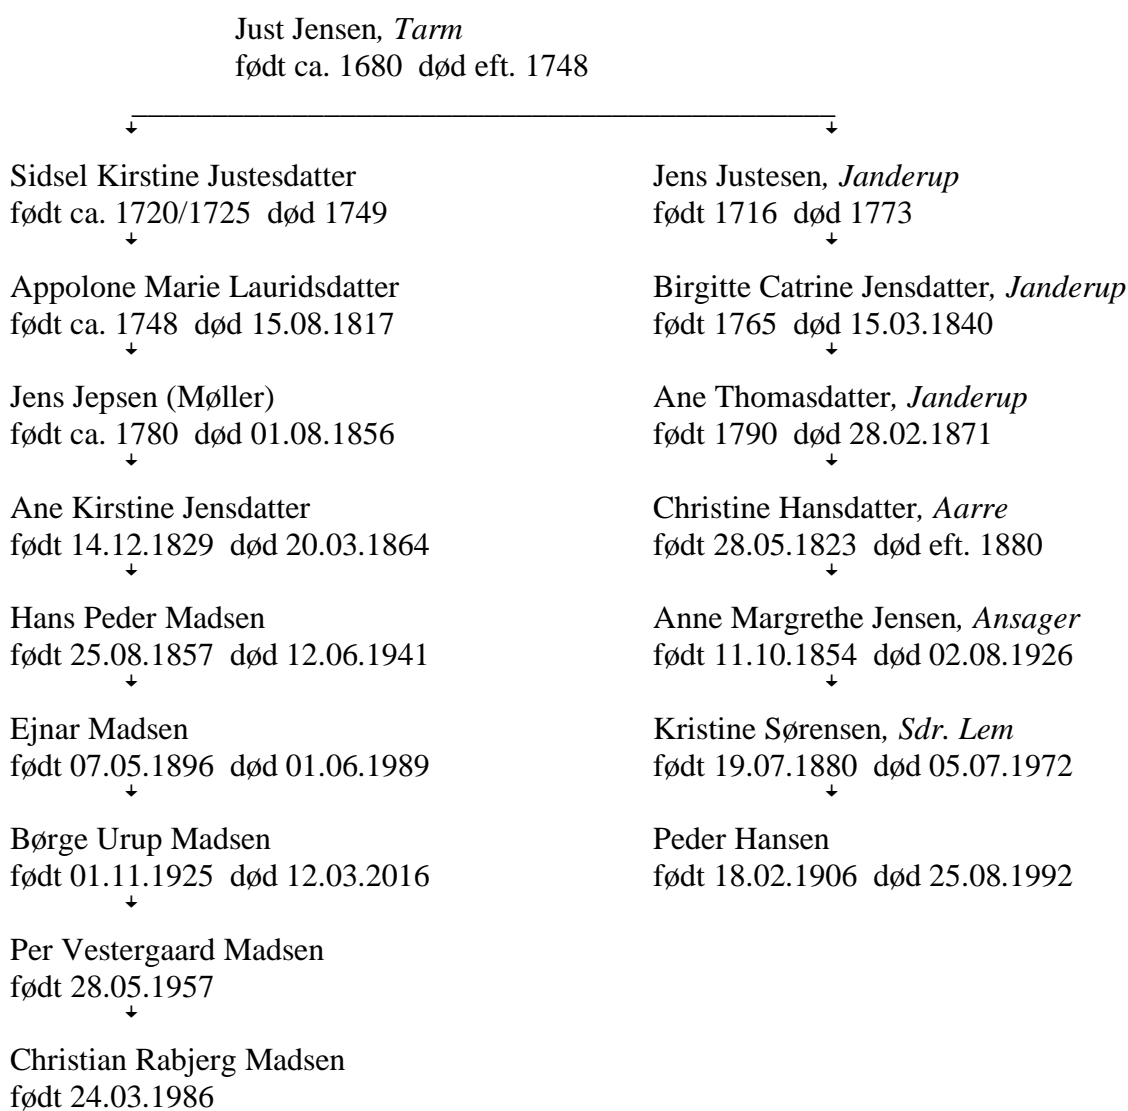 Just Jensen, Tarm
født ca. 1680 død eft. 1748
Sidsel Kirstine Justesdatter
født ca. 1720/1725 død 1749
Appolone Marie Lauridsdatter
født ca. 1748 død 15.08.1817
Jens Jepsen (Møller)
født ca. 1780 død 01.08.1856
Ane Kirstine Jensdatter
født 14.12.1829 død 20.03.1864
Hans Peder Madsen
født 25.08.1857 død 12.06.1941
Ejnar Madsen
født 07.05.1896 død 01.06.1989
Børge Urup Madsen
født 01.11.1925 død 12.03.2016
Per Vestergaard Madsen
født 28.05.1957
Christian Rabjerg Madsen
født 24.03.1986
Jens Justesen, Janderup
født 1716 død 1773
Birgitte Catrine Jensdatter, Janderup
født 1765 død 15.03.1840
Ane Thomasdatter, Janderup
født 1790 død 28.02.1871
Christine Hansdatter, Aarre
født 28.05.1823 død eft. 1880
Anne Margrethe Jensen, Ansager
født 11.10.1854 død 02.08.1926
Kristine Sørensen, Sdr. Lem
født 19.07.1880 død 05.07.1972
Peder Hansen
født 18.02.1906 død 25.08.1992